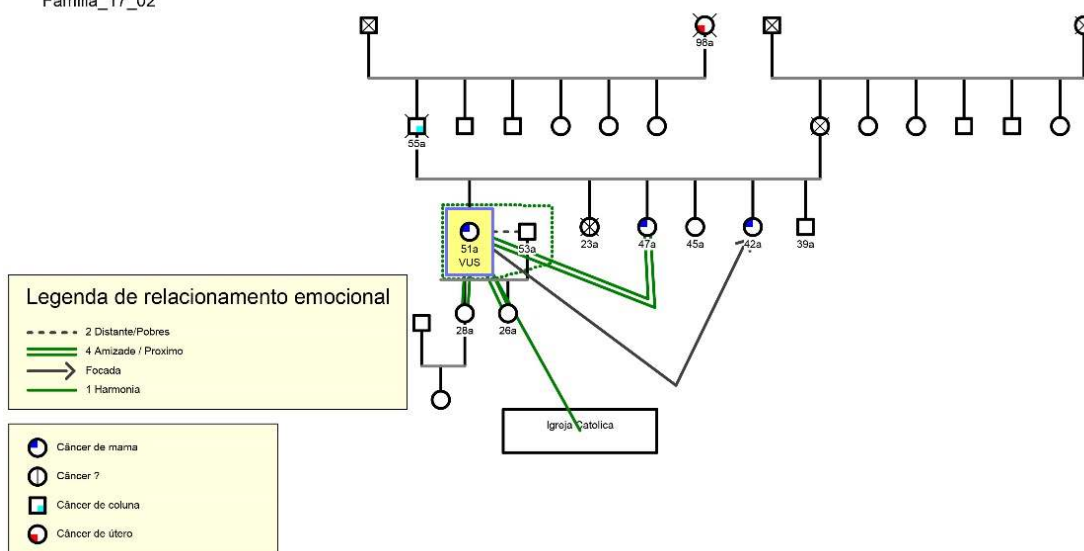 Familia_17_02
98a
55a
51a
VUS
53a
23a
47a
45a
42a
39a
28a
26a
Legenda de relacionamento emocional
2 Distante/Pobres
4 Amizade / Proximo
Focada
1 Harmonia
Igreja Catolica
Câncer de mama
Câncer ?
Câncer de coluna
Câncer de útero